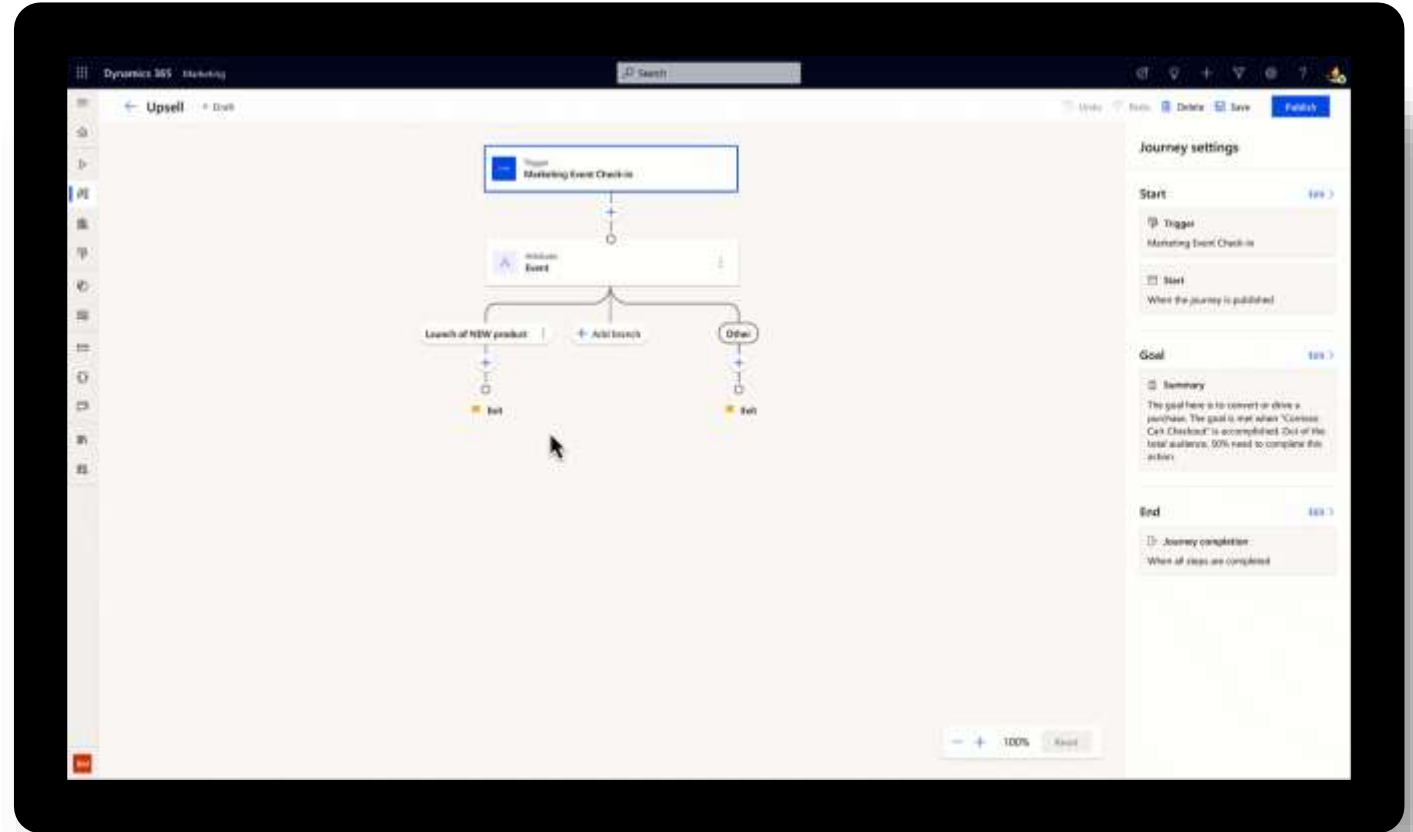 Dynamics 365 Marketing
Search
Upsell • Draft
Undo Redo Delete Save Publish
Trigger
Marketing Event Check-in
Attribute
Event
Launch of NEW product
+ Add branch
Other
Exit
Exit
100% Reset
Journey settings
Start Edit
Trigger
Marketing Event Check-in
Start
When the journey is published
Goal Edit
Summary
The goal here is to convert or drive a
purchase. The goal is met when "Contoso
Cart Checkout" is accomplished. Out of the
total audience, 50% need to complete this
action.
End Edit
Journey completion
When all steps are completed